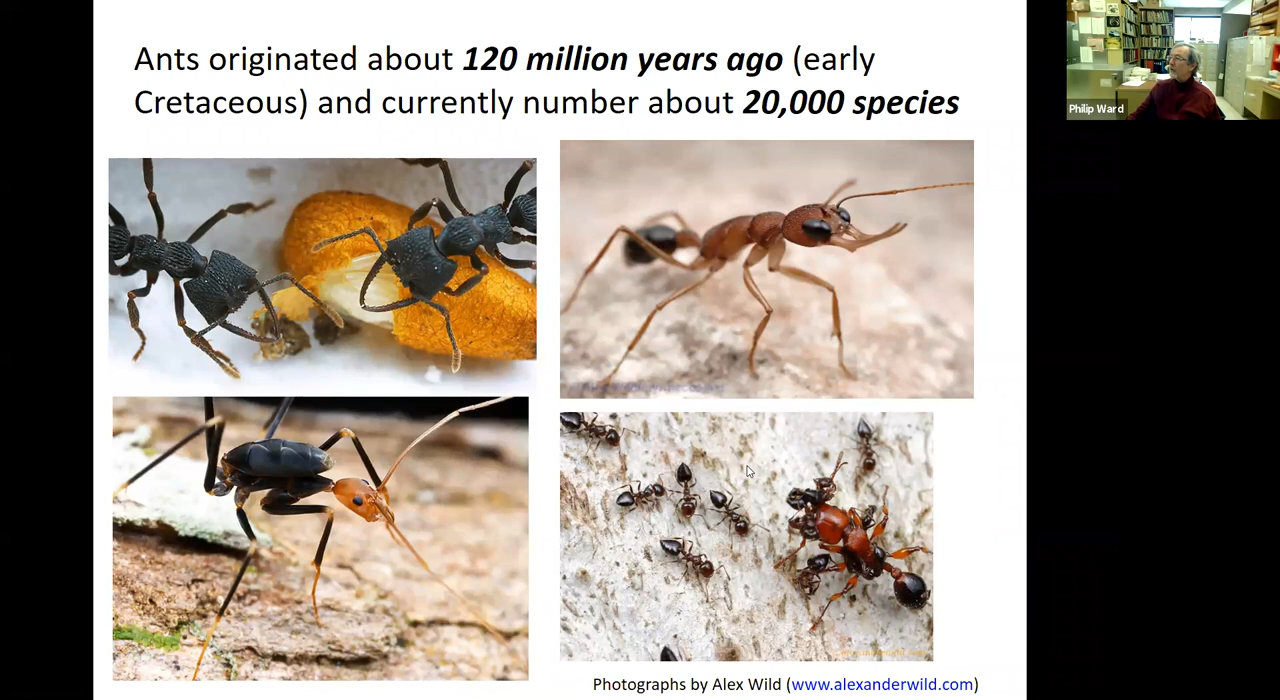 Ants originated about 120 million years ago (early
Cretaceous) and currently number about 20,000 species
Philip Ward
Photographs by Alex Wild (www.alexanderwild.com)